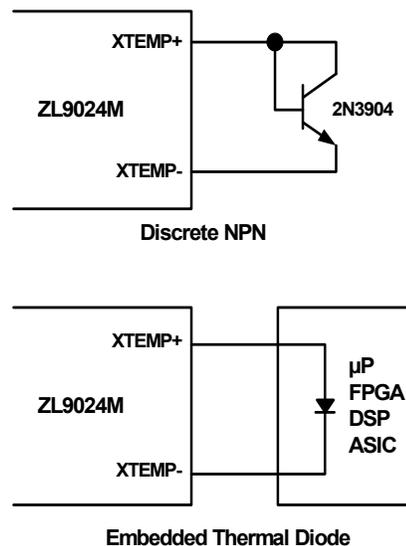 XTEMP+
ZL9024M
2N3904
XTEMP-
Discrete NPN
XTEMP+
µP
FPGA
ZL9024M
DSP
ASIC
XTEMP-
Embedded Thermal Diode